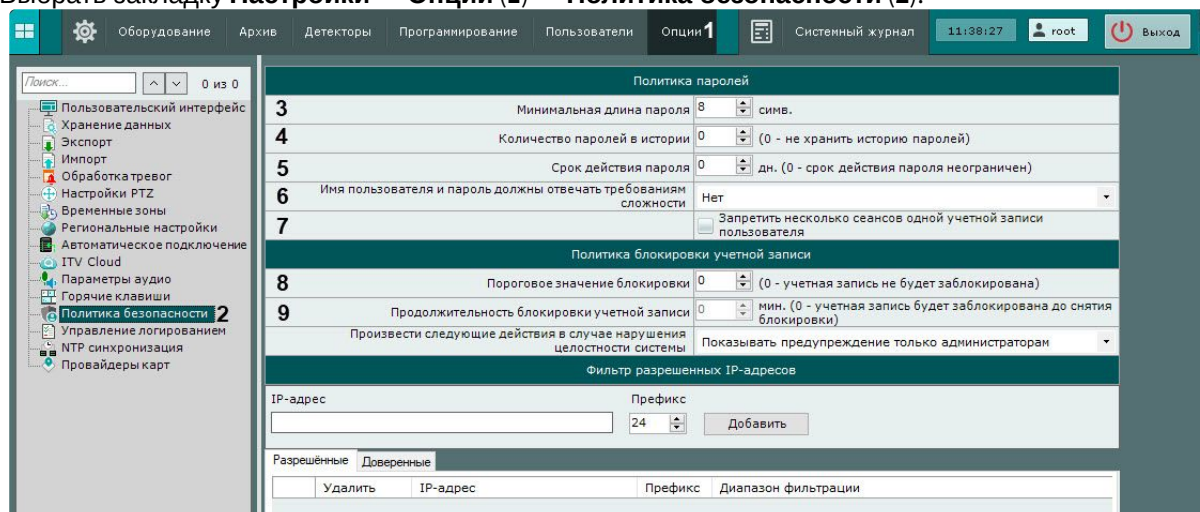 Выбрать закладку Настройки Опции (1) Политика безопасности (2).
Оборудование Архив Детекторы Программирование Пользователи Опции 1 Системный журнал 11:38:27 root Выход
Поиск... 0 из 0
Пользовательский интерфейс
Хранение данных
Экспорт
Импорт
Обработка тревог
Настройки PTZ
Временные зоны
Региональные настройки
Автоматическое подключение
ITV Cloud
Параметры аудио
Горячие клавиши
Политика безопасности 2
Управление логированием
NTP синхронизация
Провайдеры карт
Политика паролей
3 Минимальная длина пароля 8 симв.
4 Количество паролей в истории 0 (0 - не хранить историю паролей)
5 Срок действия пароля 0 дн. (0 - срок действия пароля неограничен)
6 Имя пользователя и пароль должны отвечать требованиям
сложности Нет
7 Запретить несколько сеансов одной учетной записи
пользователя
Политика блокировки учетной записи
8 Пороговое значение блокировки 0 (0 - учетная запись не будет заблокирована)
9 Продолжительность блокировки учетной записи 0 мин. (0 - учетная запись будет заблокирована до снятия
блокировки)
Произвести следующие действия в случае нарушения
целостности системы Показывать предупреждение только администраторам
Фильтр разрешенных IP-адресов
IP-адрес Префикс
24 Добавить
Разрешённые Доверенные
Удалить IP-адрес Префикс Диапазон фильтрации